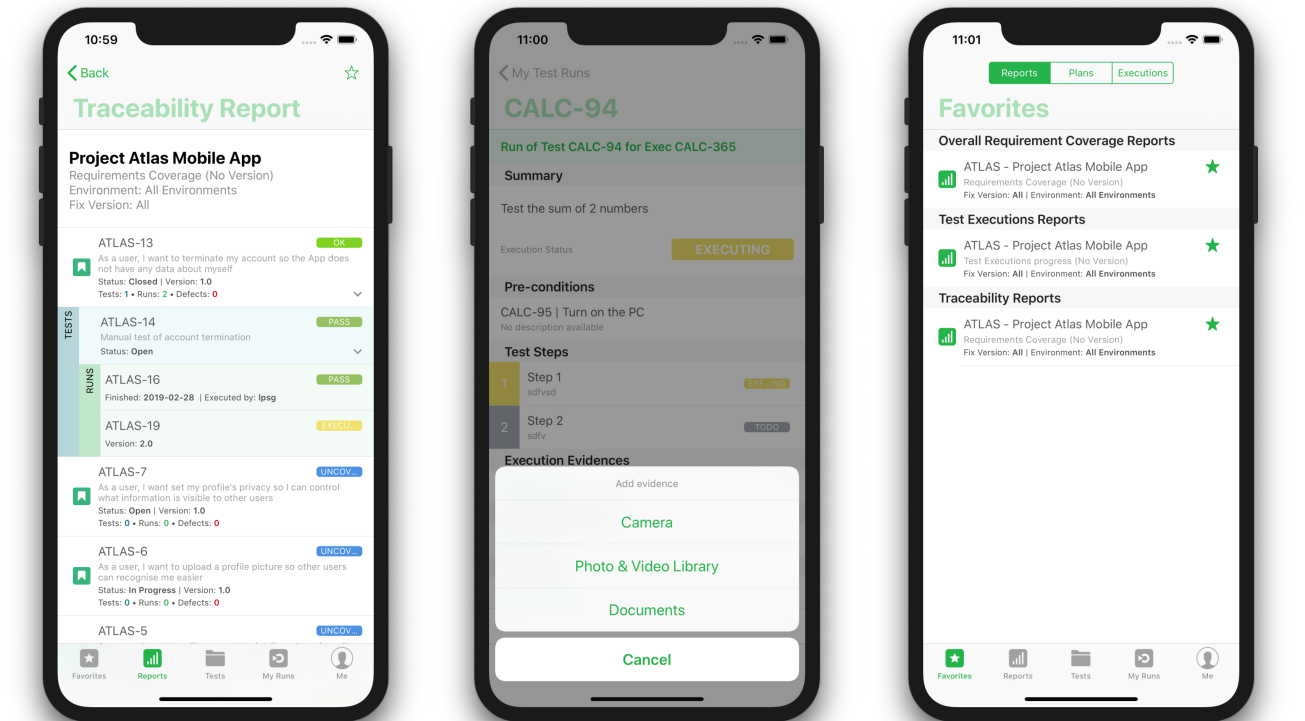 10:59
Back
Traceability Report
Project Atlas Mobile App
Requirements Coverage (No Version)
Environment: All Environments
Fix Version: All
ATLAS-13
OK
As a user, I want to terminate my account so the App does
not have any data about myself
Status: Closed | Version: 1.0
Tests: 1 • Runs: 2 • Defects: 0
TESTS
ATLAS-14
PASS
Manual test of account termination
Status: Open
RUNS
ATLAS-16
PASS
Finished: 2019-02-28 | Executed by: lpsg
ATLAS-19
EXECU...
Version: 2.0
ATLAS-7
UNCOV...
As a user, I want set my profile's privacy so I can control
what information is visible to other users
Status: Open | Version: 1.0
Tests: 0 • Runs: 0 • Defects: 0
ATLAS-6
UNCOV...
As a user, I want to upload a profile picture so other users
can recognise me easier
Status: In Progress | Version: 1.0
Tests: 0 • Runs: 0 • Defects: 0
ATLAS-5
UNCOV...
Favorites
Reports
Tests
My Runs
Me
11:00
My Test Runs
CALC-94
Run of Test CALC-94 for Exec CALC-365
Summary
Test the sum of 2 numbers
Execution Status
EXECUTING
Pre-conditions
CALC-95 | Turn on the PC
No description available
Test Steps
1
Step 1
EXE...ING
sdfvsd
2
Step 2
TODO
sdfv
Execution Evidences
Add evidence
Camera
Photo & Video Library
Documents
Cancel
11:01
Reports
Plans
Executions
Favorites
Overall Requirement Coverage Reports
ATLAS - Project Atlas Mobile App
Requirements Coverage (No Version)
Fix Version: All | Environment: All Environments
Test Executions Reports
ATLAS - Project Atlas Mobile App
Test Executions progress (No Version)
Fix Version: All | Environment: All Environments
Traceability Reports
ATLAS - Project Atlas Mobile App
Requirements Coverage (No Version)
Fix Version: All | Environment: All Environments
Favorites
Reports
Tests
My Runs
Me